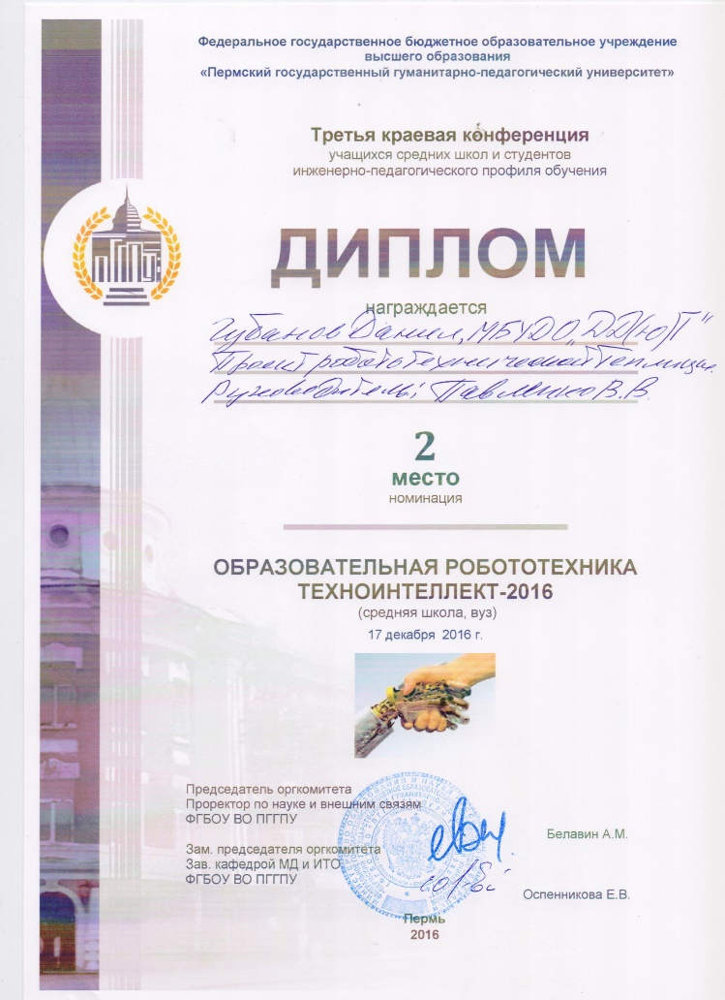 Федеральное государственное бюджетное образовательное учреждение
высшего образования
«Пермский государственный гуманитарно-педагогический университет»
Третья краевая конференция
учащихся средних школ и студентов
инженерно-педагогического профиля обучения
ПГГПУ
ДИПЛОМ
награждается
Губанов Данил, МБУДО „ДД(ю)Т"
Проект роботот​ехнической теплицы.
Руководитель: Павленко В.В.
2
место
номинация
ОБРАЗОВАТЕЛЬНАЯ РОБОТОТЕХНИКА
ТЕХНОИНТЕЛЛЕКТ-2016
(средняя школа, вуз)
17 декабря 2016 г.
Председатель оргкомитета
Проректор по науке и внешним связям
ФГБОУ ВО ПГГПУ
Белавин А.М.
Зам. председателя оргкомитета
Зав. кафедрой МД и ИТО
ФГБОУ ВО ПГГПУ
Оспенникова Е.В.
Пермь
2016